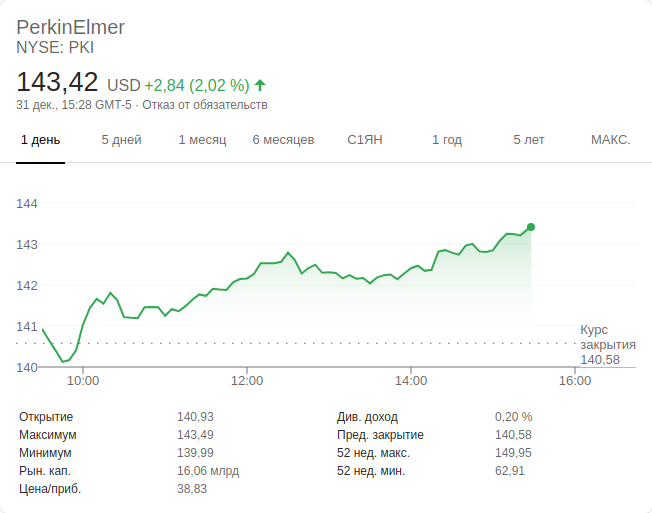 PerkinElmer
NYSE: PKI
143,42 USD +2,84 (2,02 %)
31 дек., 15:28 GMT-5 · Отказ от обязательств
1 день 5 дней 1 месяц 6 месяцев С1ЯН 1 год 5 лет МАКС.
144
143
142
141
140
Курс
закрытия
140,58
10:00 12:00 14:00 16:00
Открытие 140,93 Див. доход 0,20 %
Максимум 143,49 Пред. закрытие 140,58
Минимум 139,99 52 нед. макс. 149,95
Рын. кап. 16,06 млрд 52 нед. мин. 62,91
Цена/приб. 38,83